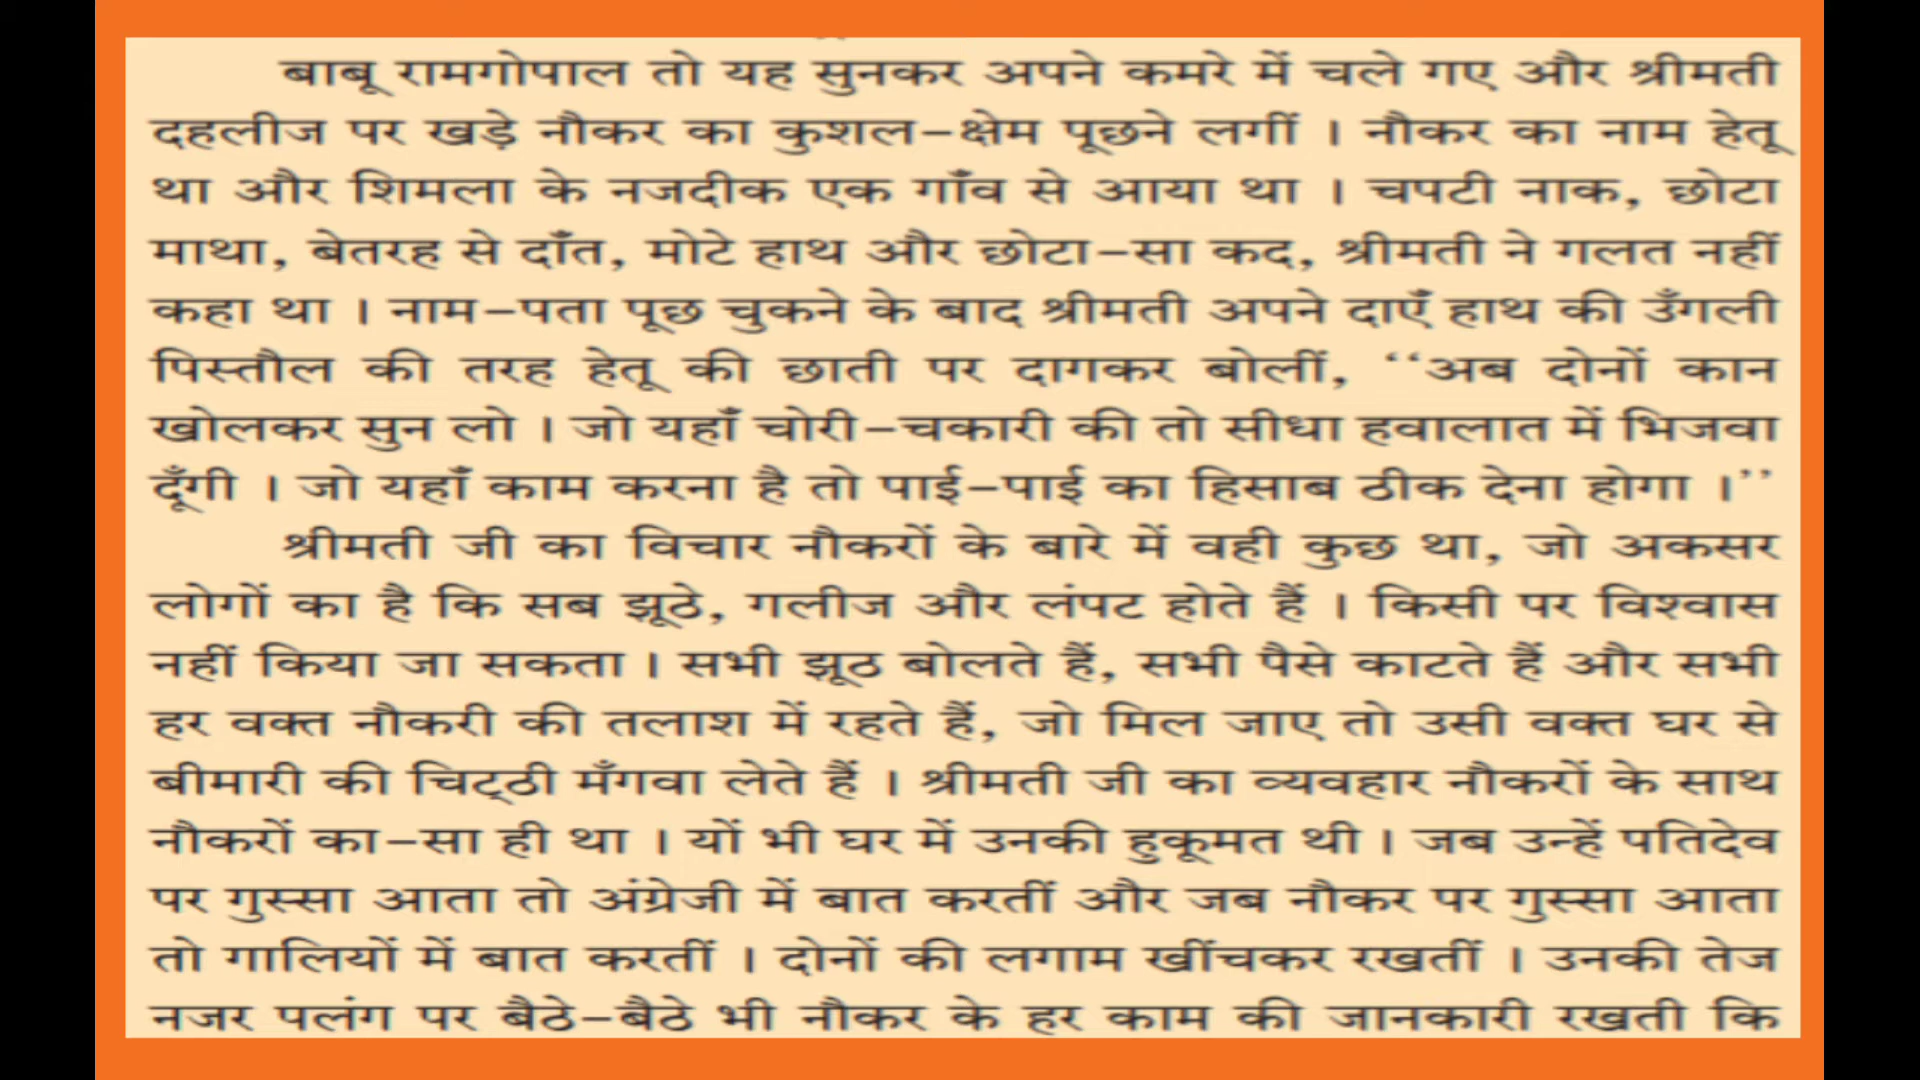 बाबू रामगोपाल तो यह सुनकर अपने कमरे में चले गए और श्रीमती
दहलीज पर खड़े नौकर का कुशल-क्षेम पूछने लगीं । नौकर का नाम हेतू
था और शिमला के नजदीक एक गाँव से आया था । चपटी नाक, छोटा
माथा, बेतरह से दाँत, मोटे हाथ और छोटा-सा कद, श्रीमती ने गलत नहीं
कहा था । नाम-पता पूछ चुकने के बाद श्रीमती अपने दाएँ हाथ की उँगली
पिस्तौल की तरह हेतू की छाती पर दागकर बोलीं, ‘‘अब दोनों कान
खोलकर सुन लो । जो यहाँ चोरी-चकारी की तो सीधा हवालात में भिजवा
दूँगी । जो यहाँ काम करना है तो पाई-पाई का हिसाब ठीक देना होगा ।’’
श्रीमती जी का विचार नौकरों के बारे में वही कुछ था, जो अकसर
लोगों का है कि सब झूठे, गलीज और लंपट होते हैं । किसी पर विश्वास
नहीं किया जा सकता । सभी झूठ बोलते हैं, सभी पैसे काटते हैं और सभी
हर वक्त नौकरी की तलाश में रहते हैं, जो मिल जाए तो उसी वक्त घर से
बीमारी की चिट्ठी मँगवा लेते हैं । श्रीमती जी का व्यवहार नौकरों के साथ
नौकरों का-सा ही था । यों भी घर में उनकी हुकूमत थी । जब उन्हें पतिदेव
पर गुस्सा आता तो अंग्रेजी में बात करतीं और जब नौकर पर गुस्सा आता
तो गालियों में बात करतीं । दोनों की लगाम खींचकर रखतीं । उनकी तेज
नजर पलंग पर बैठे-बैठे भी नौकर के हर काम की जानकारी रखती कि